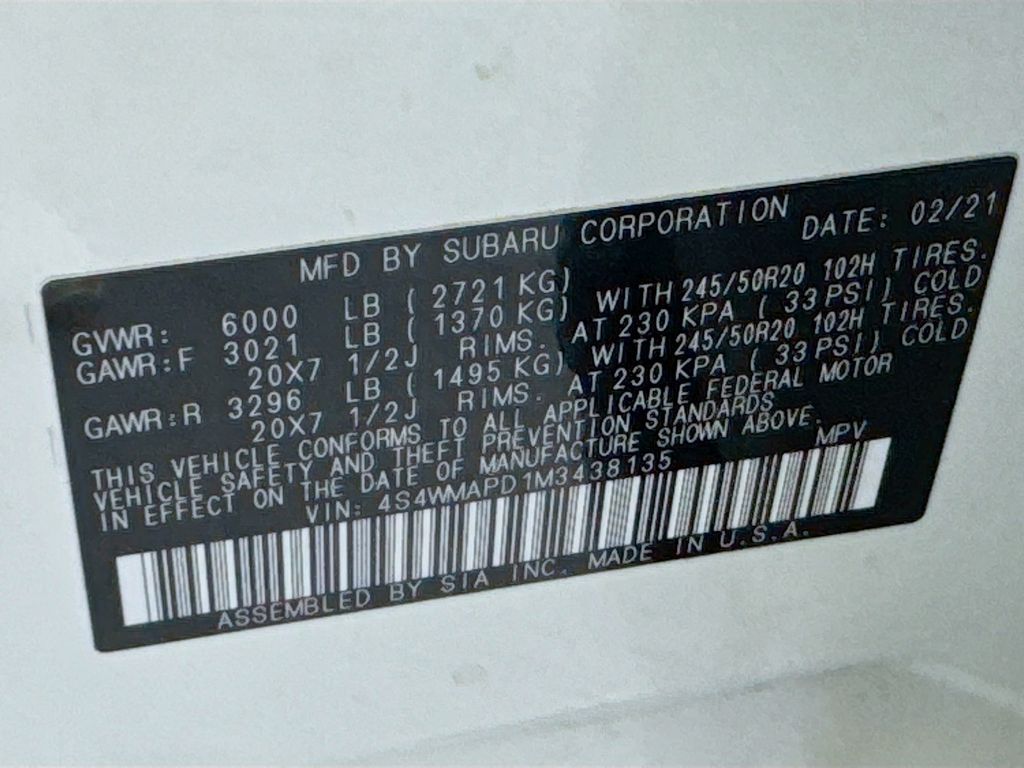 MFD BY SUBARU CORPORATION DATE: 02/21
GVWR: 6000 LB ( 2721 KG)
GAWR:F 3021 LB ( 1370 KG) WITH 245/50R20 102H TIRES.
20X7 1/2J RIMS. AT 230 KPA ( 33 PSI) COLD
GAWR:R 3296 LB ( 1495 KG) WITH 245/50R20 102H TIRES.
20X7 1/2J RIMS. AT 230 KPA ( 33 PSI) COLD
THIS VEHICLE CONFORMS TO ALL APPLICABLE FEDERAL MOTOR
VEHICLE SAFETY AND THEFT PREVENTION STANDARDS
IN EFFECT ON THE DATE OF MANUFACTURE SHOWN ABOVE.
VIN: 4S4WMAPD1M3438135 MPV
ASSEMBLED BY SIA INC. MADE IN U.S.A.